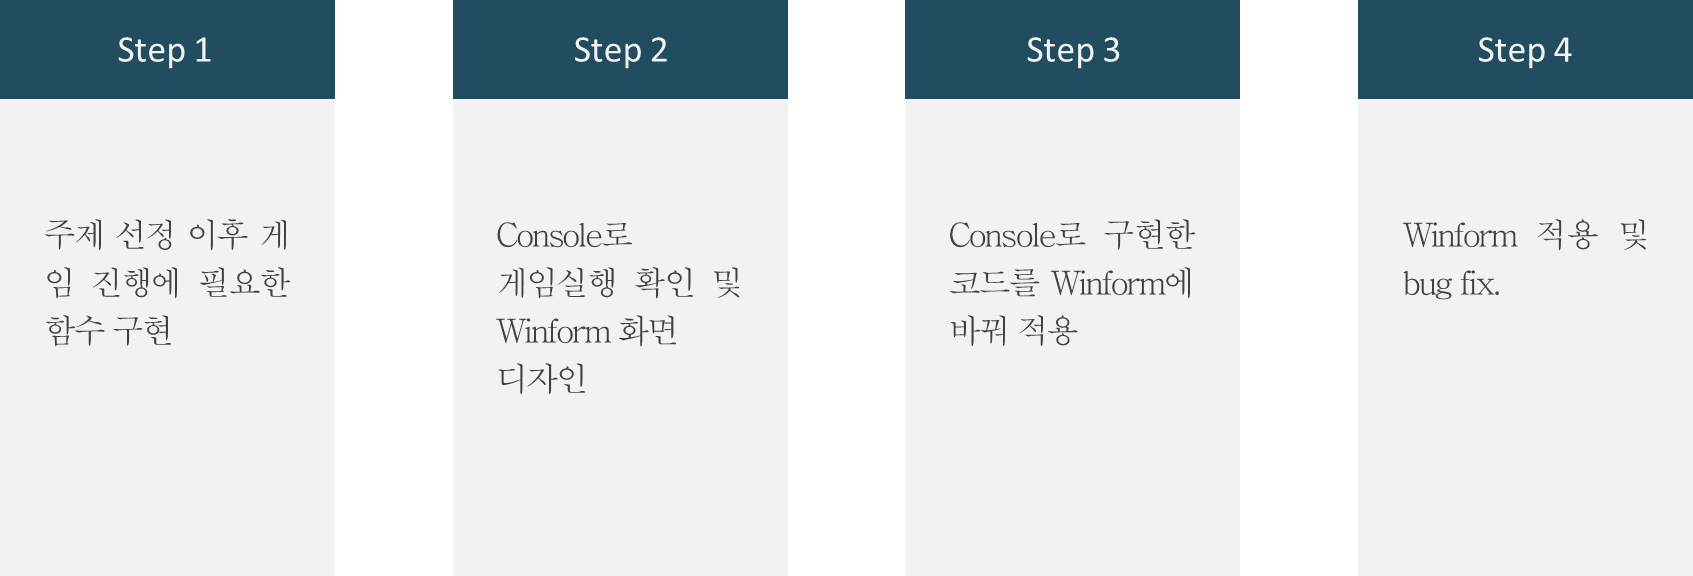 Step 1
주제 선정 이후 게
임 진행에 필요한
함수 구현
Step 2
Console로
게임실행 확인 및
Winform 화면
디자인
Step 3
Console로 구현한
코드를 Winform에
바꿔 적용
Step 4
Winform 적용 및
bug fix.